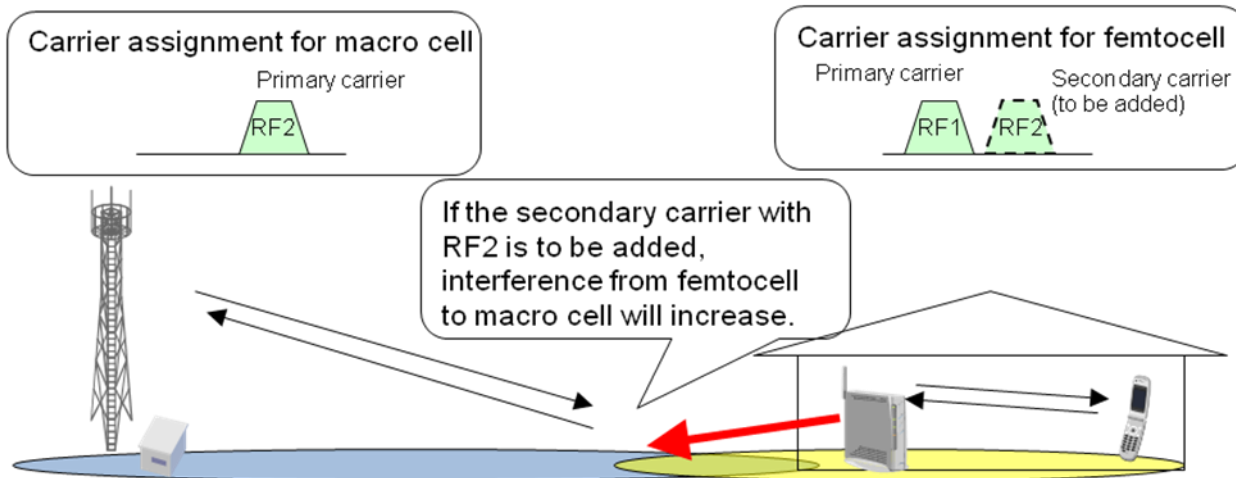 Carrier assignment for macro cell
Primary carrier
RF2
Carrier assignment for femtocell
Primary carrier
Secondary carrier
(to be added)
RF1
RF2
If the secondary carrier with
RF2 is to be added,
interference from femtocell
to macro cell will increase.